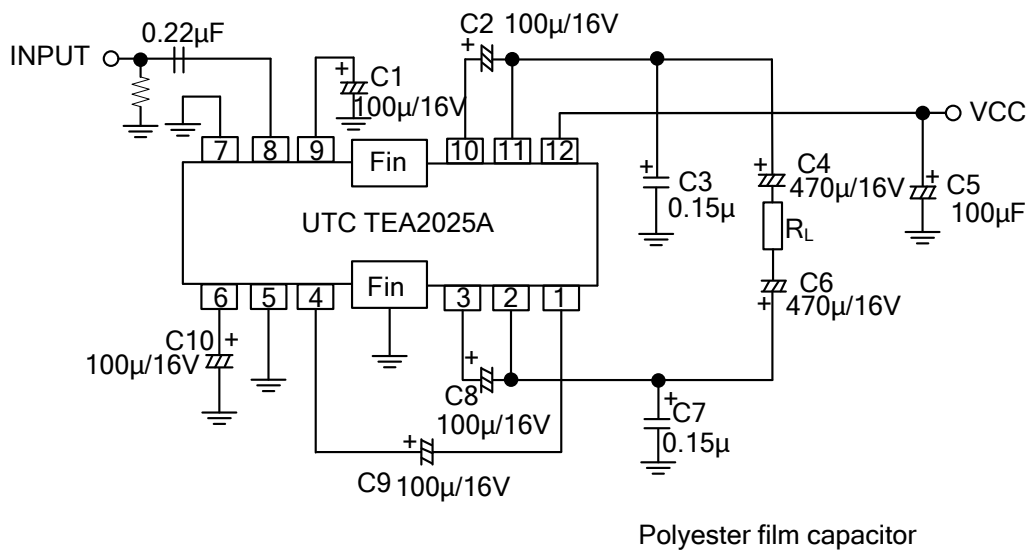 C2 100µ/16V
0.22µF
INPUT
C1
100µ/16V
VCC
7
8
9
Fin
10
11
12
C3
0.15µ
C4
470µ/16V
C5
100µF
UTC TEA2025A
RL
6
5
4
Fin
3
2
1
C6
470µ/16V
C10
100µ/16V
C8
100µ/16V
C7
0.15µ
C9 100µ/16V
Polyester film capacitor
+
+
+
+
+
+
+
+
+
+